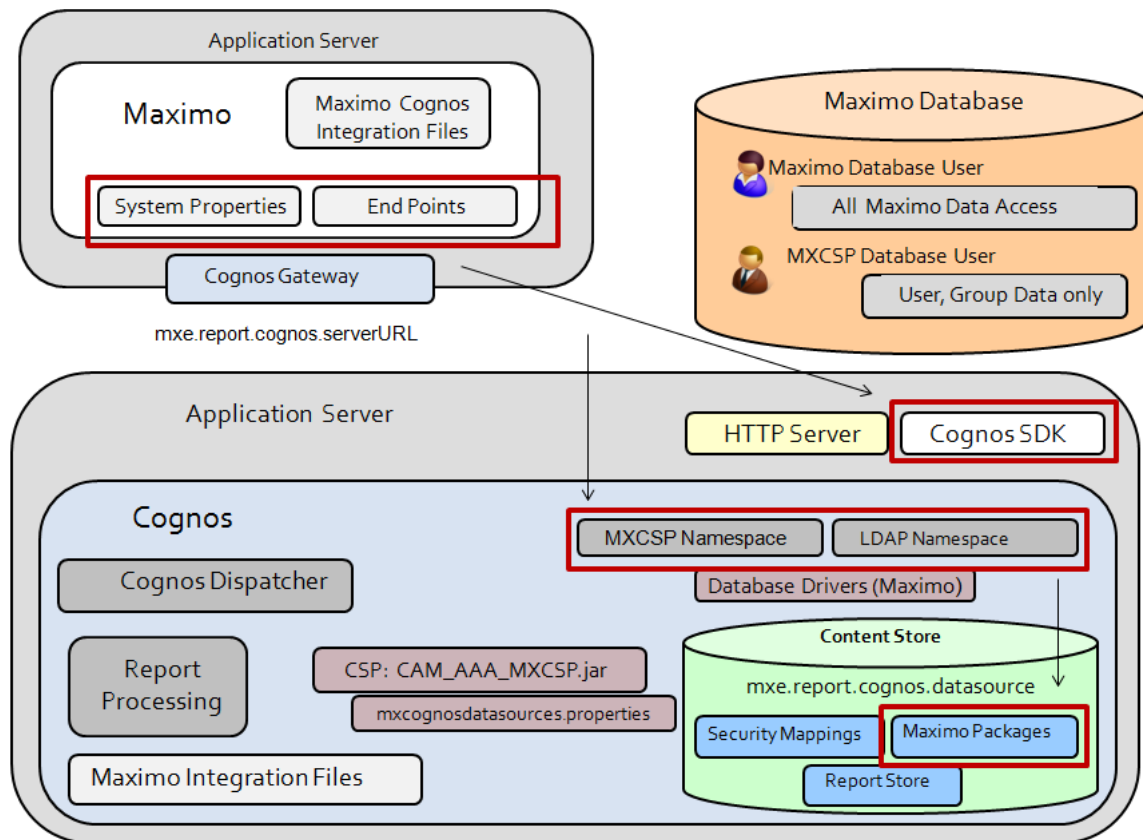 Application Server
Maximo
Maximo Cognos
Integration Files
System Properties
End Points
Cognos Gateway
mxe.report.cognos.serverURL
Maximo Database
Maximo Database User
All Maximo Data Access
MXCSP Database User
User, Group Data only
Application Server
HTTP Server
Cognos SDK
Cognos
MXCSP Namespace
LDAP Namespace
Cognos Dispatcher
Database Drivers (Maximo)
Report
Processing
CSP: CAM_AAA_MXCSP.jar
mxcognosdatasources.properties
Maximo Integration Files
Content Store
mxe.report.cognos.datasource
Security Mappings
Maximo Packages
Report Store